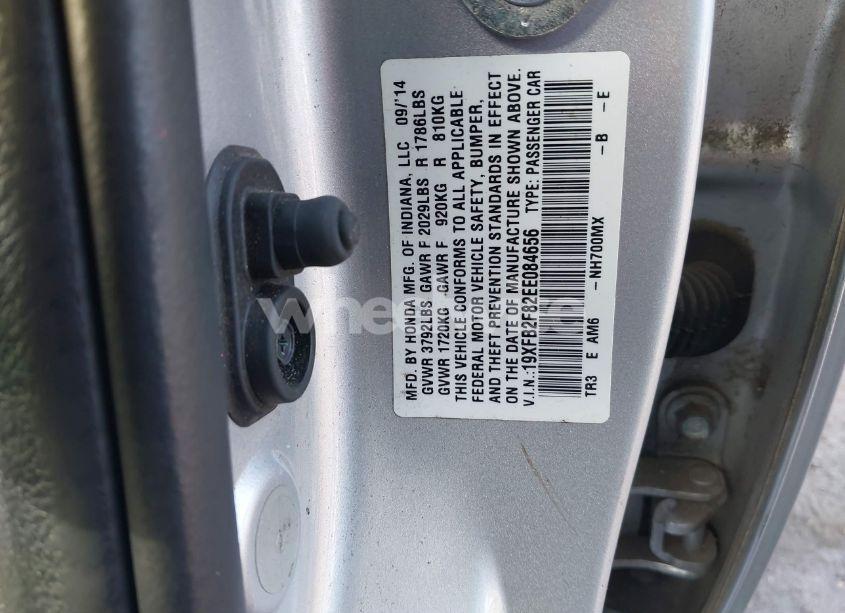 MFD. BY HONDA MFG. OF INDIANA, LLC 09/'14
GVWR 3792LBS GAWR F 2029LBS R 1786LBS
GVWR 1720KG GAWR F 920KG R 810KG
THIS VEHICLE CONFORMS TO ALL APPLICABLE
FEDERAL MOTOR VEHICLE SAFETY, BUMPER,
AND THEFT PREVENTION STANDARDS IN EFFECT
ON THE DATE OF MANUFACTURE SHOWN ABOVE.
V.I.N.:19XFB2F82EE084656 TYPE: PASSENGER CAR
TR3 E AM6 -NH700MX -B -E